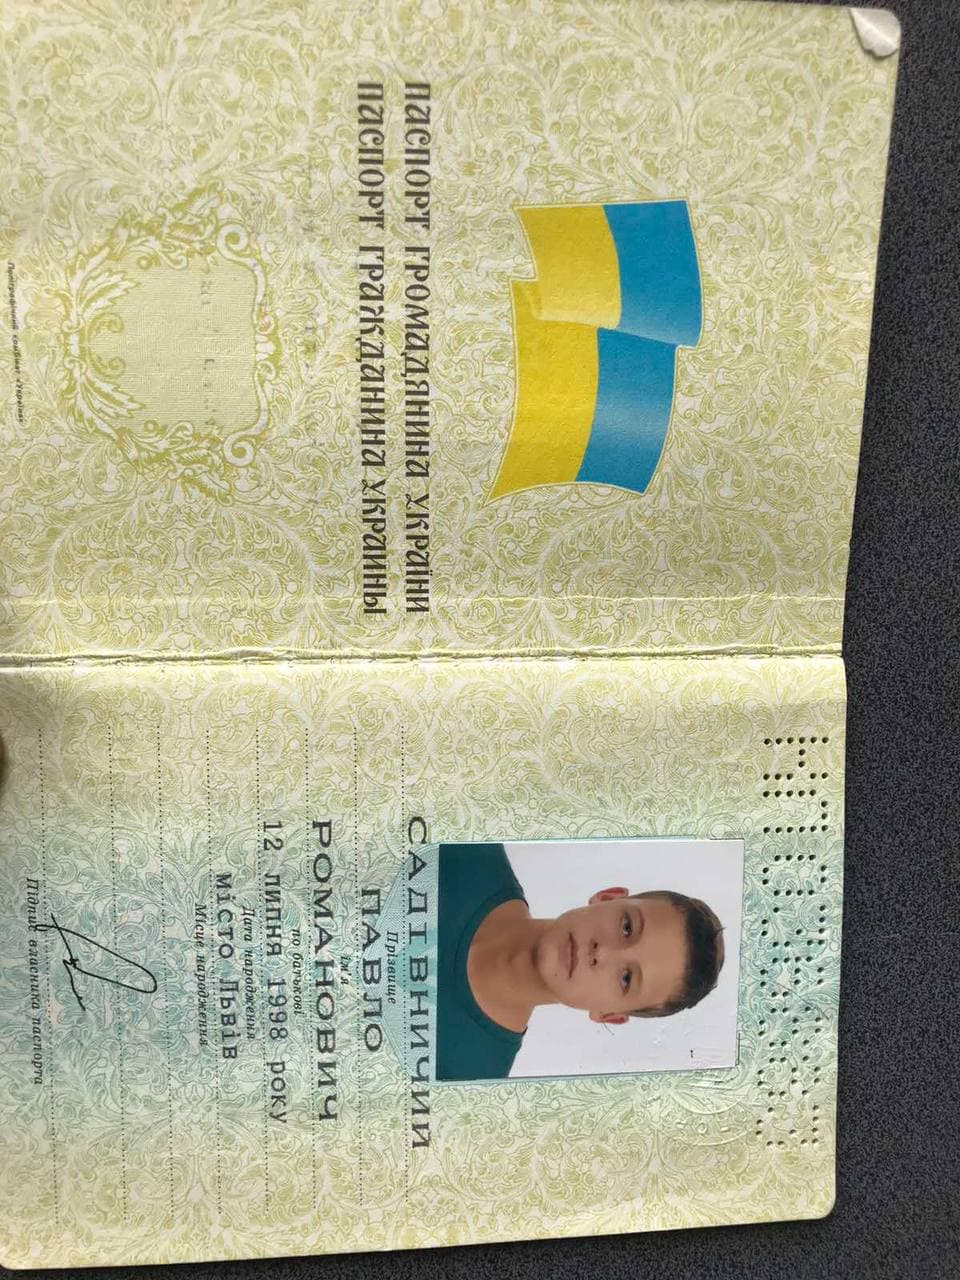 ПАСПОРТ ГРОМАДЯНИНА УКРАЇНИ
ПАСПОРТ ГРАЖДАНИНА УКРАИНЫ
Поліграфічний комбінат «Україна»
САДІВНИЧИЙ
Прізвище
ПАВЛО
Ім'я
РОМАНОВИЧ
по батькові
12 липня 1998 року
Дата народження
місто Львів
Місце народження
Підпис власника паспорта